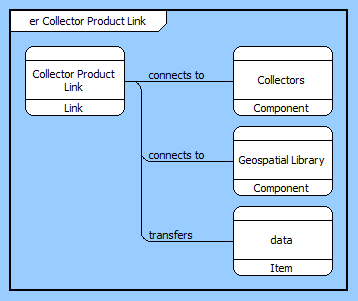 er Collector Product Link
Collector Product
Link
Link
connects to
Collectors
Component
connects to
Geospatial Library
Component
transfers
data
Item